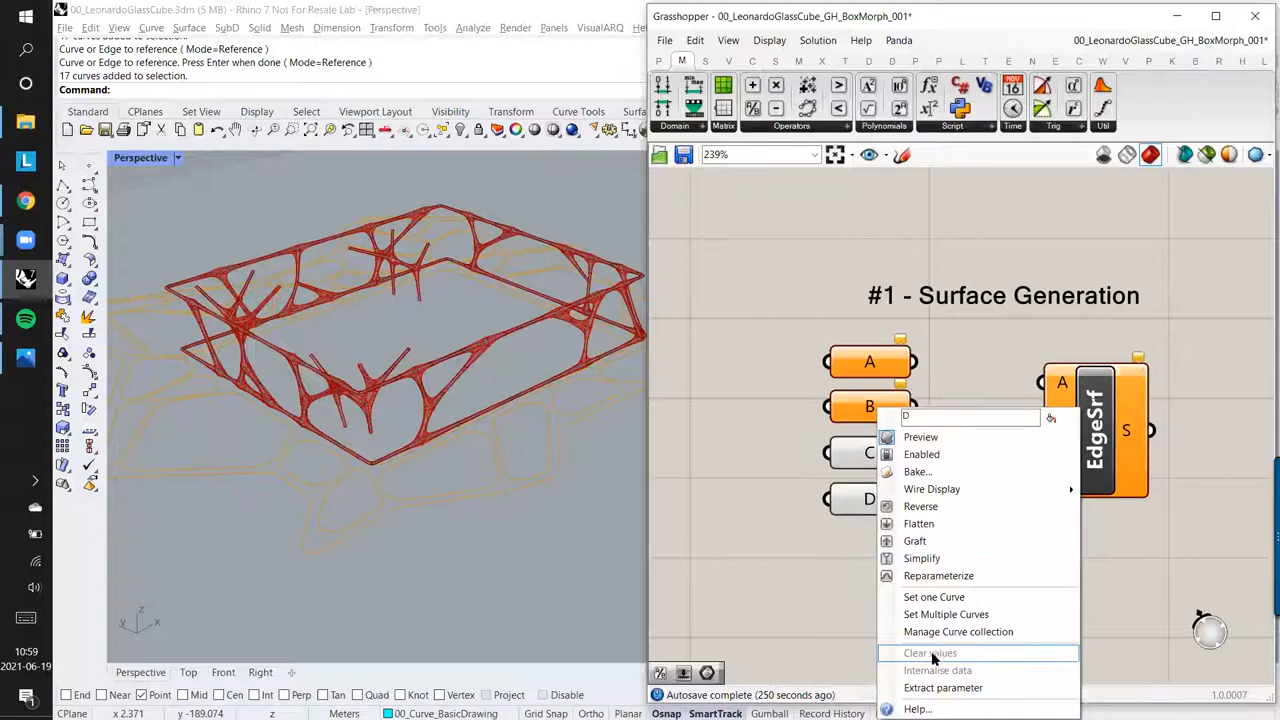 00_LeonardoGlassCube.3dm (5 MB) - Rhino 7 Not For Resale Lab - [Perspective]
File Edit View Curve Surface SubD Solid Mesh Dimension Transform Tools Analyze Render Panels VisualARQ Help
Curve or Edge to reference ( Mode=Reference )
Curve or Edge to reference. Press Enter when done ( Mode=Reference )
17 curves added to selection.
Command:
Standard CPlanes Set View Display Select Viewport Layout Visibility Transform Curve Tools Surfa
Perspective
z
y
x
Perspective Top Front Right
End Near Point Mid Cen Int Perp Tan Quad Knot Vertex Project Disable
CPlane x 2.371 y -189.074 z Meters 00_Curve_BasicDrawing Grid Snap Ortho Planar Osnap SmartTrack Gumball Record History
10:59
2021-06-19
Grasshopper - 00_LeonardoGlassCube_GH_BoxMorph_001*
File Edit View Display Solution Help Panda
00_LeonardoGlassCube_GH_BoxMorph_001*
P M S V C S M I T D P P L E N E C W A M V P B
Domain Matrix Operators Polynomials Script Time Trig Util
NOV
16
239%
#1 - Surface Generation
A
B
C
D
A
EdgeSrf
S
D
Preview
Enabled
Bake...
Wire Display
Reverse
Flatten
Graft
Simplify
Reparameterize
Set one Curve
Set Multiple Curves
Manage Curve collection
Clear values
Internalise data
Extract parameter
Help...
Autosave complete (250 seconds ago)
1.0.0007